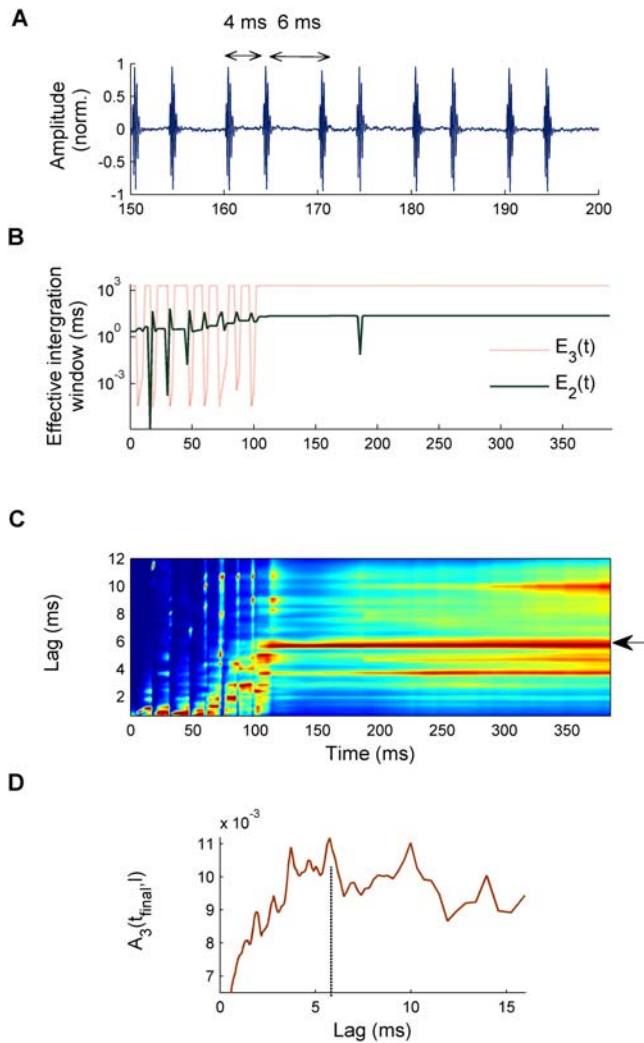 A
4 ms 6 ms
Amplitude
(norm.)
1
0.5
0
-0.5
-1
150 160 170 180 190 200
B
Effective intergration
window (ms)
10^3
10^0
10^-3
E_3(t)
E_2(t)
0 50 100 150 200 250 300 350
C
Lag (ms)
12
10
8
6
4
2
0 50 100 150 200 250 300 350
Time (ms)
D
x 10^-3
A_3(t_final,l)
11
10
9
8
7
0 5 10 15
Lag (ms)